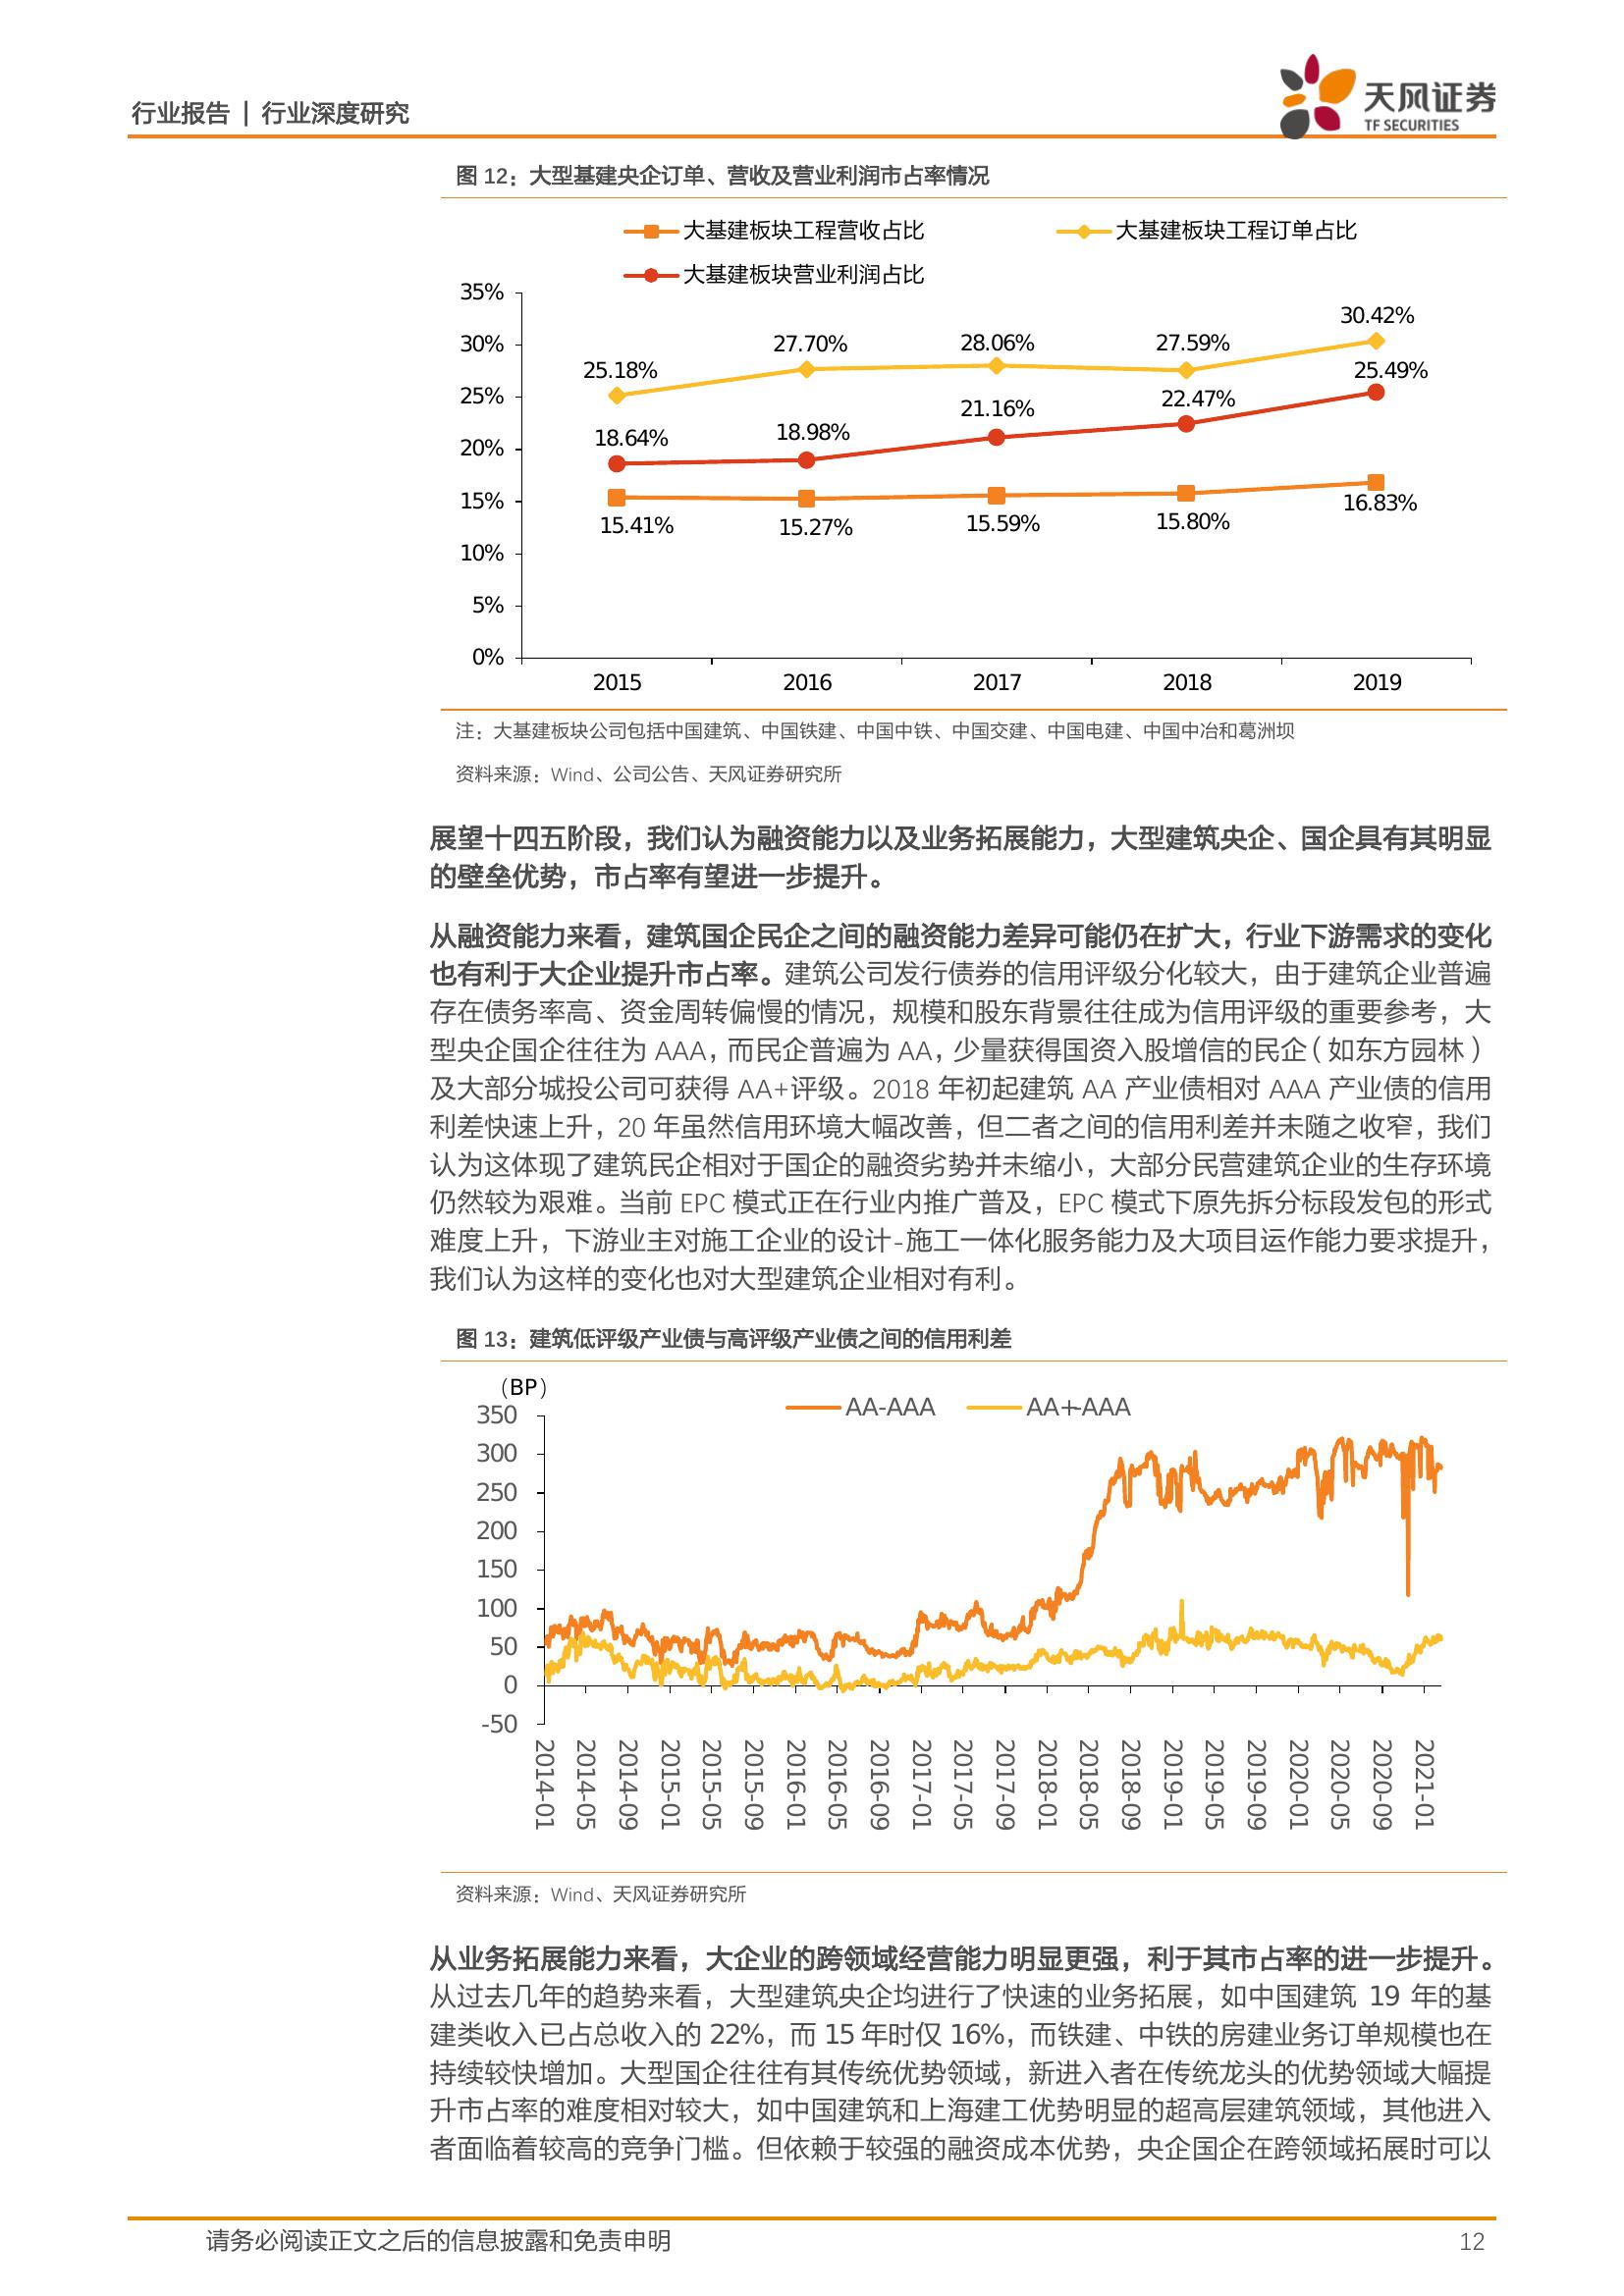 行业报告 | 行业深度研究
天风证券
TF SECURITIES
图 12：大型基建央企订单、营收及营业利润市占率情况
大基建板块工程营收占比
大基建板块工程订单占比
大基建板块营业利润占比
35%
30%
25%
20%
15%
10%
5%
0%
25.18%
27.70%
28.06%
27.59%
30.42%
18.64%
18.98%
21.16%
22.47%
25.49%
15.41%
15.27%
15.59%
15.80%
16.83%
2015
2016
2017
2018
2019
注：大基建板块公司包括中国建筑、中国铁建、中国中铁、中国交建、中国电建、中国中冶和葛洲坝
资料来源：Wind、公司公告、天风证券研究所
展望十四五阶段，我们认为融资能力以及业务拓展能力，大型建筑央企、国企具有其明显
的壁垒优势，市占率有望进一步提升。
从融资能力来看，建筑国企民企之间的融资能力差异可能仍在扩大，行业下游需求的变化
也有利于大企业提升市占率。建筑公司发行债券的信用评级分化较大，由于建筑企业普遍
存在债务率高、资金周转偏慢的情况，规模和股东背景往往成为信用评级的重要参考，大
型央企国企往往为 AAA，而民企普遍为 AA，少量获得国资入股增信的民企（如东方园林）
及大部分城投公司可获得 AA+评级。2018 年初起建筑 AA 产业债相对 AAA 产业债的信用
利差快速上升，20 年虽然信用环境大幅改善，但二者之间的信用利差并未随之收窄，我们
认为这体现了建筑民企相对于国企的融资劣势并未缩小，大部分民营建筑企业的生存环境
仍然较为艰难。当前 EPC 模式正在行业内推广普及，EPC 模式下原先拆分标段发包的形式
难度上升，下游业主对施工企业的设计-施工一体化服务能力及大项目运作能力要求提升，
我们认为这样的变化也对大型建筑企业相对有利。
图 13：建筑低评级产业债与高评级产业债之间的信用利差
（BP）
AA-AAA
AA+-AAA
350
300
250
200
150
100
50
0
-50
2014-01
2014-05
2014-09
2015-01
2015-05
2015-09
2016-01
2016-05
2016-09
2017-01
2017-05
2017-09
2018-01
2018-05
2018-09
2019-01
2019-05
2019-09
2020-01
2020-05
2020-09
2021-01
资料来源：Wind、天风证券研究所
从业务拓展能力来看，大企业的跨领域经营能力明显更强，利于其市占率的进一步提升。
从过去几年的趋势来看，大型建筑央企均进行了快速的业务拓展，如中国建筑 19 年的基
建类收入已占总收入的 22%，而 15 年时仅 16%，而铁建、中铁的房建业务订单规模也在
持续较快增加。大型国企往往有其传统优势领域，新进入者在传统龙头的优势领域大幅提
升市占率的难度相对较大，如中国建筑和上海建工优势明显的超高层建筑领域，其他进入
者面临着较高的竞争门槛。但依赖于较强的融资成本优势，央企国企在跨领域拓展时可以
请务必阅读正文之后的信息披露和免责申明
12